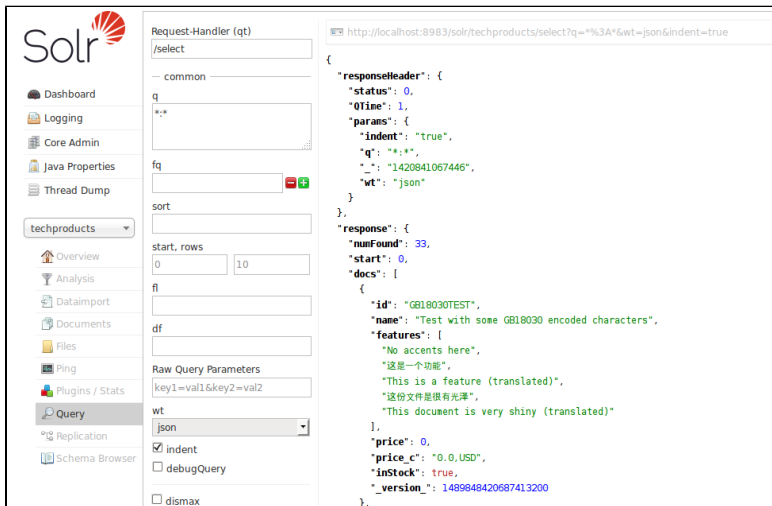 Solr
Dashboard
Logging
Core Admin
Java Properties
Thread Dump
techproducts
Overview
Analysis
Dataimport
Documents
Files
Ping
Plugins / Stats
Query
Replication
Schema Browser
Request-Handler (qt)
/select
common
q
*:*
fq
sort
start, rows
0 10
fl
df
Raw Query Parameters
key1=val1&key2=val2
wt
json
indent
debugQuery
dismax
http://localhost:8983/solr/techproducts/select?q=*%3A*&wt=json&indent=true
{
"responseHeader": {
"status": 0,
"QTime": 1,
"params": {
"indent": "true",
"q": "*:*",
"_": "1420841067446",
"wt": "json"
}
},
"response": {
"numFound": 33,
"start": 0,
"docs": [
{
"id": "GB18030TEST",
"name": "Test with some GB18030 encoded characters",
"features": [
"No accents here",
"这是一个功能",
"This is a feature (translated)",
"这份文件是很有光泽",
"This document is very shiny (translated)"
],
"price": 0,
"price_c": "0.0,USD",
"inStock": true,
"_version_": 1489848420687413200
},